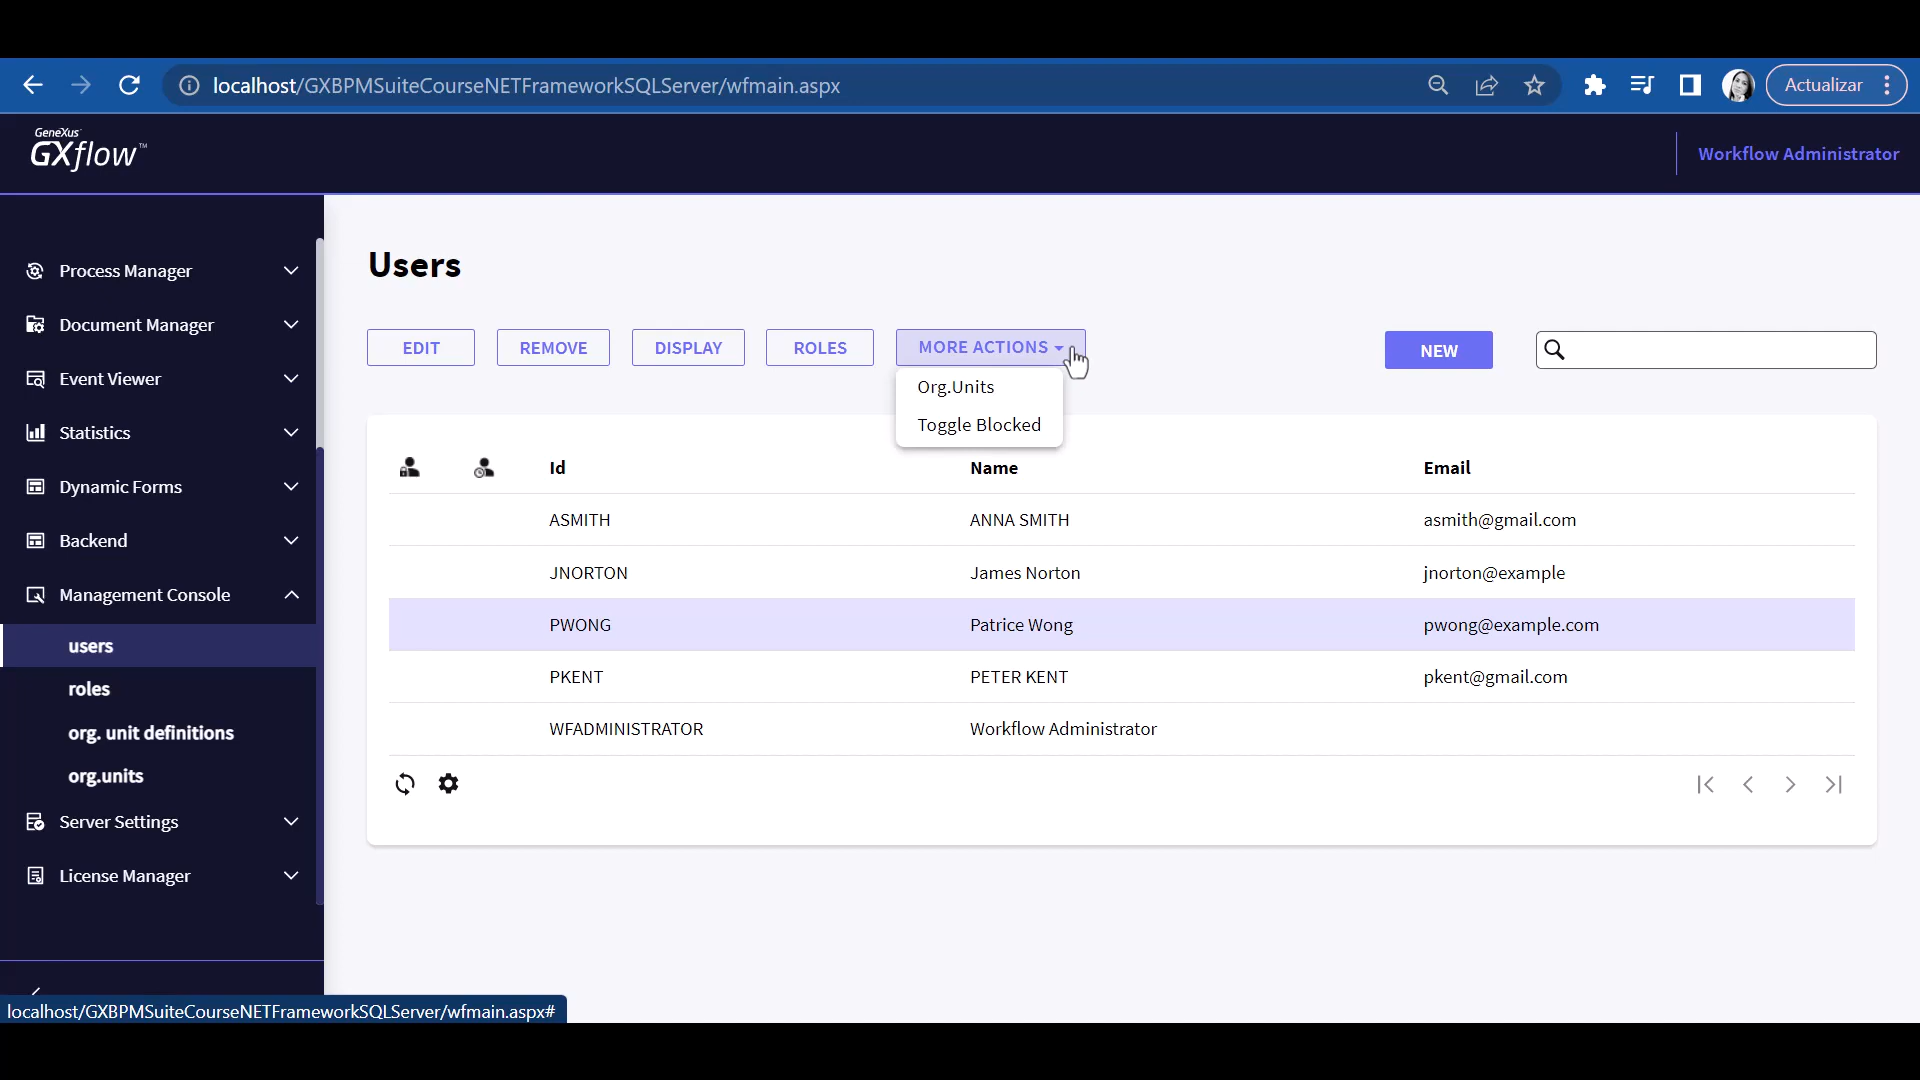 localhost/GXBPMSuiteCourseNETFrameworkSQLServer/wfmain.aspx
Actualizar
GeneXus™
GXflow™
Workflow Administrator
Process Manager
Document Manager
Event Viewer
Statistics
Dynamic Forms
Backend
Management Console
users
roles
org. unit definitions
org.units
Server Settings
License Manager
Users
EDIT
REMOVE
DISPLAY
ROLES
MORE ACTIONS
NEW
Org.Units
Toggle Blocked
Id Name Email
ASMITH ANNA SMITH asmith@gmail.com
JNORTON James Norton jnorton@example
PWONG Patrice Wong pwong@example.com
PKENT PETER KENT pkent@gmail.com
WFADMINISTRATOR Workflow Administrator
localhost/GXBPMSuiteCourseNETFrameworkSQLServer/wfmain.aspx#